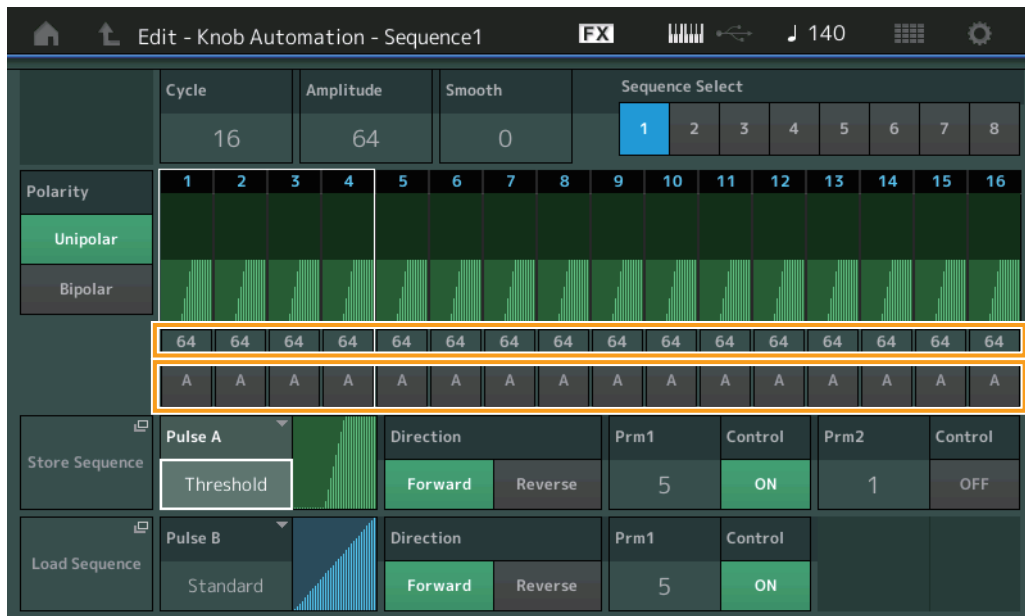 Edit - Knob Automation - Sequence1 FX ♩ 140
Cycle Amplitude Smooth Sequence Select
16 64 0 1 2 3 4 5 6 7 8
Polarity 1 2 3 4 5 6 7 8 9 10 11 12 13 14 15 16
Unipolar
Bipolar
64 64 64 64 64 64 64 64 64 64 64 64 64 64 64 64
A A A A A A A A A A A A A A A A
Store Sequence
Pulse A Direction Prm1 Control Prm2 Control
Threshold Forward Reverse 5 ON 1 OFF
Load Sequence
Pulse B Direction Prm1 Control
Standard Forward Reverse 5 ON